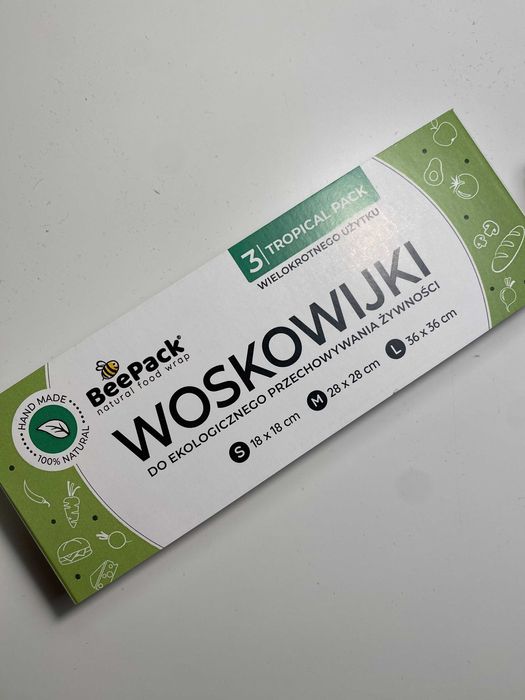 3 | TROPICAL PACK
WIELOKROTNEGO UŻYTKU
BeePack®
natural food wrap
HAND MADE
100% NATURAL
WOSKOWIJKI
DO EKOLOGICZNEGO PRZECHOWYWANIA ŻYWNOŚCI
S 18 x 18 cm M 28 x 28 cm L 36 x 36 cm